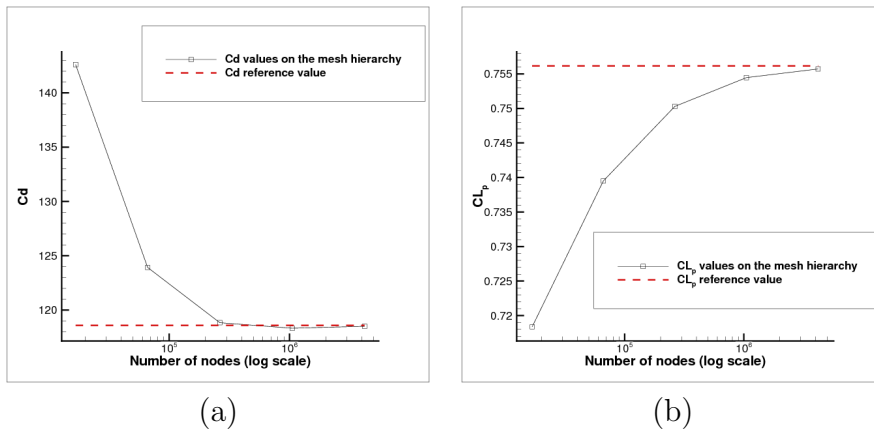 Cd values on the mesh hierarchy
Cd reference value
140
135
130
125
120
Cd
10^5
10^6
Number of nodes (log scale)
(a)
0.755
0.75
0.745
0.74
0.735
0.73
0.725
0.72
CL_p
CL_p values on the mesh hierarchy
CL_p reference value
10^5
10^6
Number of nodes (log scale)
(b)